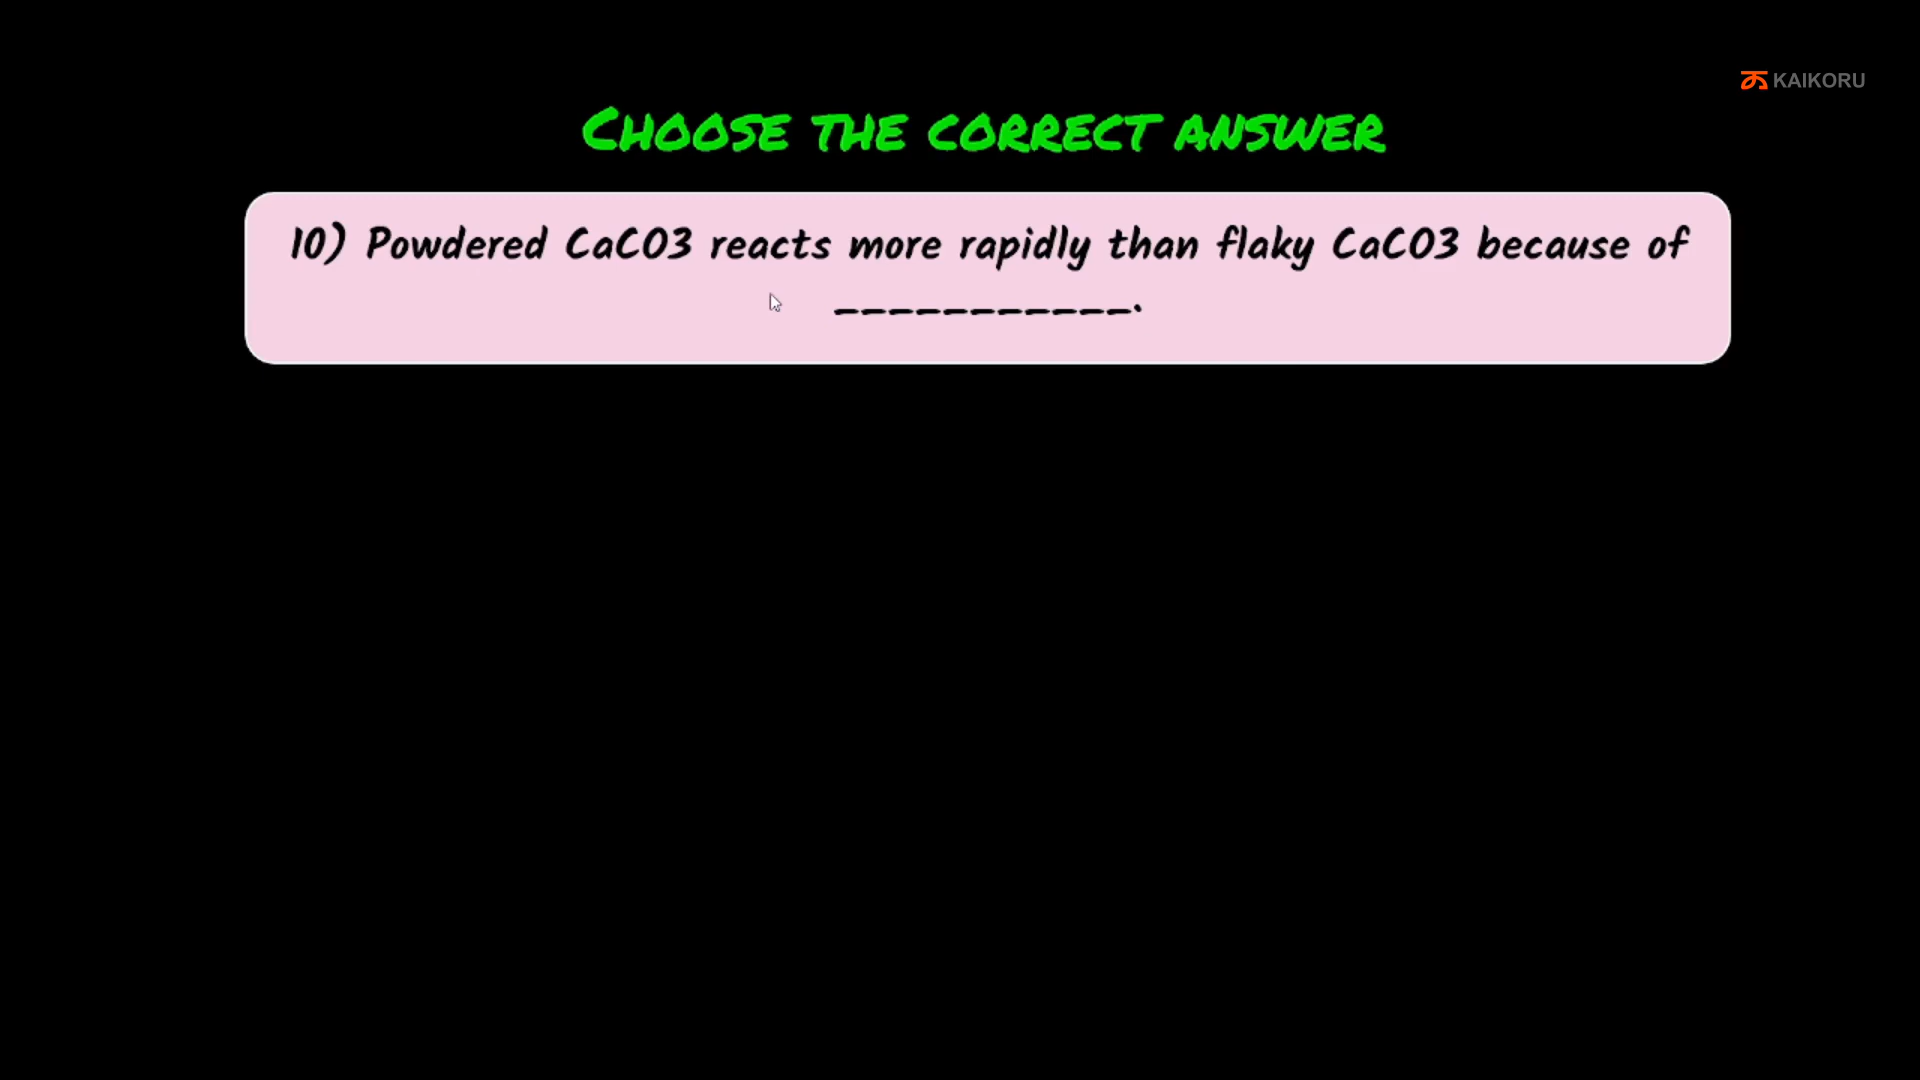 KAIKORU
CHOOSE THE CORRECT ANSWER
10) Powdered CaCO3 reacts more rapidly than flaky CaCO3 because of
___________.